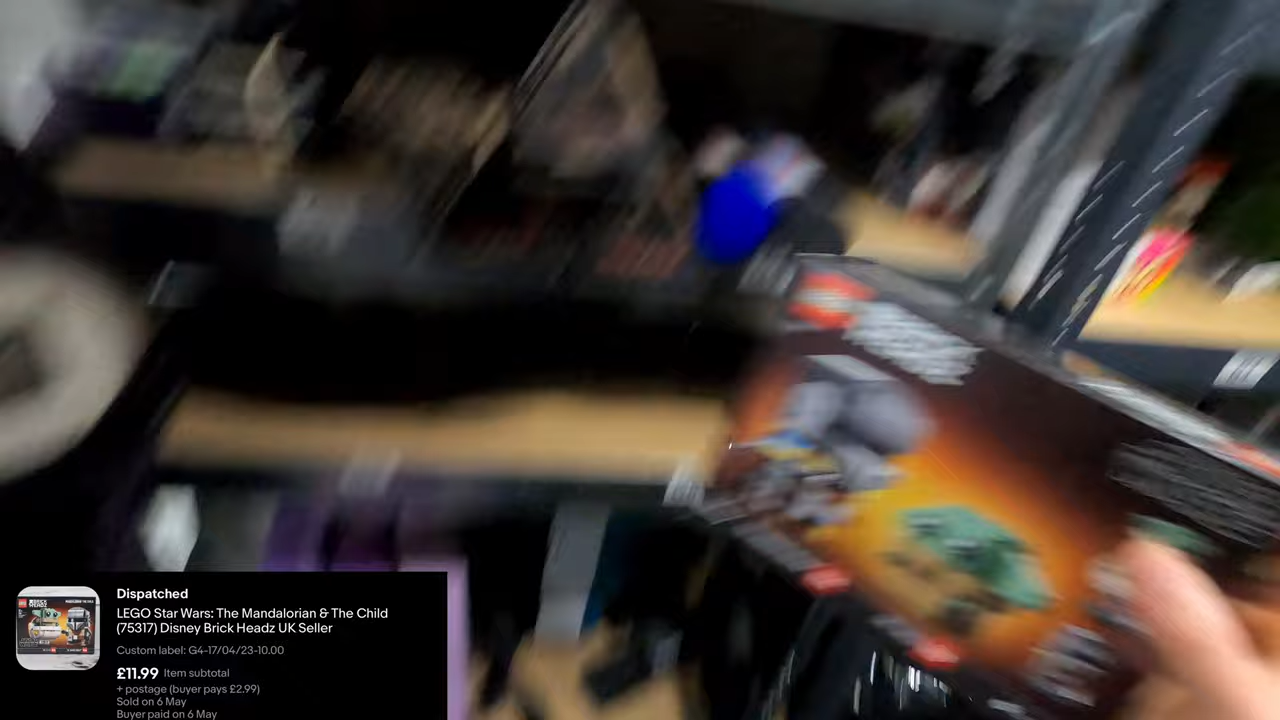 Dispatched
LEGO Star Wars: The Mandalorian & The Child
(75317) Disney Brick Headz UK Seller
Custom label: G4-17/04/23-10.00
£11.99 Item subtotal
+ postage (buyer pays £2.99)
Sold on 6 May
Buyer paid on 6 May